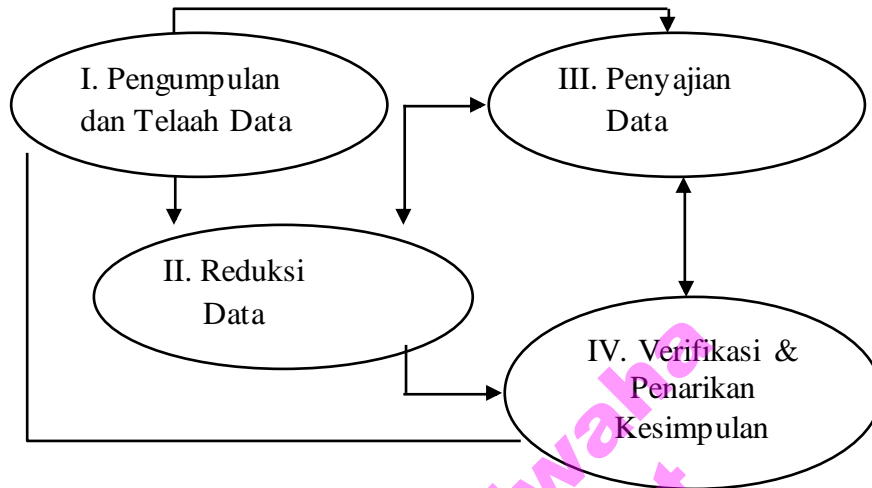 I. Pengumpulan
dan Telaah Data
III. Penyajian
Data
II. Reduksi
Data
IV. Verifikasi &
Penarikan
Kesimpulan